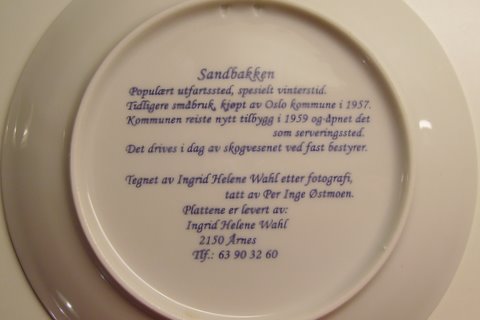 Sandbakken
Populært utfartssted, spesielt vinterstid.
Tidligere småbruk, kjøpt av Oslo kommune i 1957.
Kommunen reiste nytt tilbygg i 1959 og åpnet det
som serveringssted.
Det drives i dag av skogvesenet ved fast bestyrer.
Tegnet av Ingrid Helene Wahl etter fotografi,
tatt av Per Inge Østmoen.
Plattene er levert av:
Ingrid Helene Wahl
2150 Årnes
Tlf.: 63 90 32 60